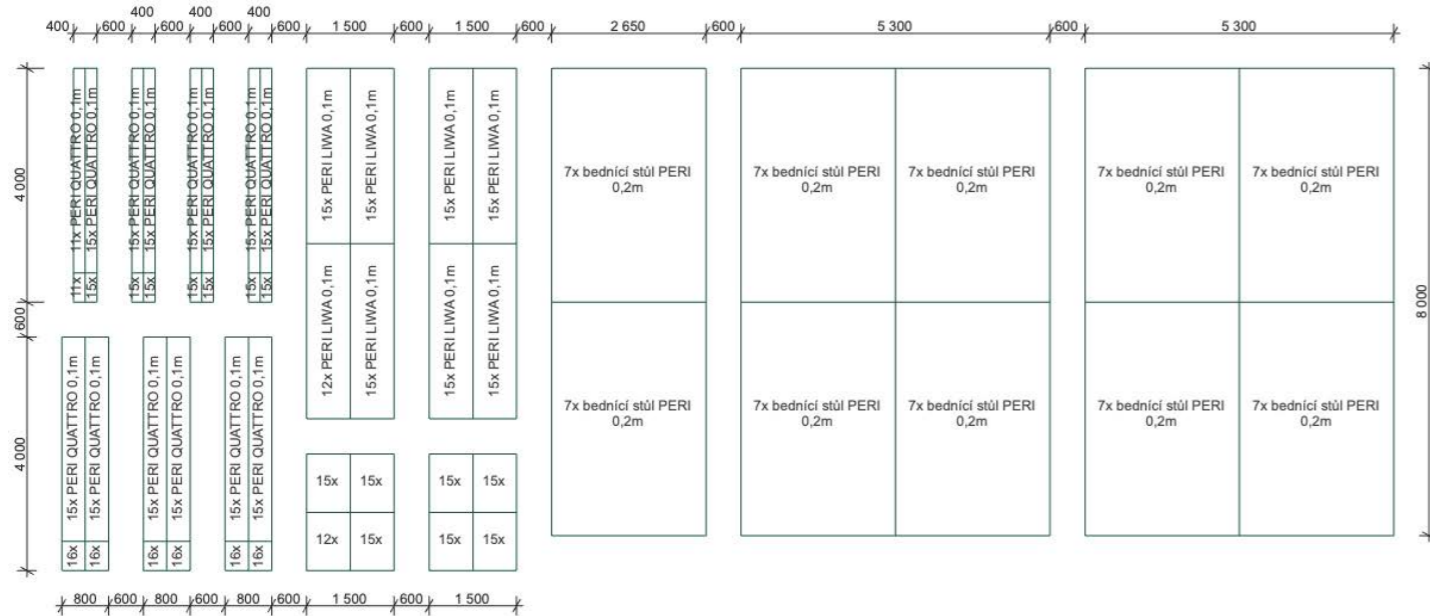 400 400 400
400 600 600 600 600 1 500 600 1 500 600 2 650 600 5 300 600 5 300
4 000
600
4 000
8 000
11x PERI QUATTRO 0,1m
15x PERI QUATTRO 0,1m
15x PERI QUATTRO 0,1m
15x PERI QUATTRO 0,1m
15x PERI QUATTRO 0,1m
15x PERI QUATTRO 0,1m
15x PERI QUATTRO 0,1m
15x PERI QUATTRO 0,1m
11x 15x 15x 15x 15x 15x 15x 15x
15x PERI LIWA 0,1m
15x PERI LIWA 0,1m
15x PERI LIWA 0,1m
15x PERI LIWA 0,1m
12x PERI LIWA 0,1m
15x PERI LIWA 0,1m
15x PERI LIWA 0,1m
15x PERI LIWA 0,1m
7x bednící stůl PERI
0,2m
7x bednící stůl PERI
0,2m
7x bednící stůl PERI
0,2m
7x bednící stůl PERI
0,2m
7x bednící stůl PERI
0,2m
15x PERI QUATTRO 0,1m
15x PERI QUATTRO 0,1m
15x PERI QUATTRO 0,1m
15x PERI QUATTRO 0,1m
15x PERI QUATTRO 0,1m
15x PERI QUATTRO 0,1m
16x 16x 16x 16x 16x 16x
15x 15x 15x 15x
12x 15x 15x 15x
7x bednící stůl PERI
0,2m
7x bednící stůl PERI
0,2m
7x bednící stůl PERI
0,2m
7x bednící stůl PERI
0,2m
7x bednící stůl PERI
0,2m
800 600 800 600 800 600 1 500 600 1 500